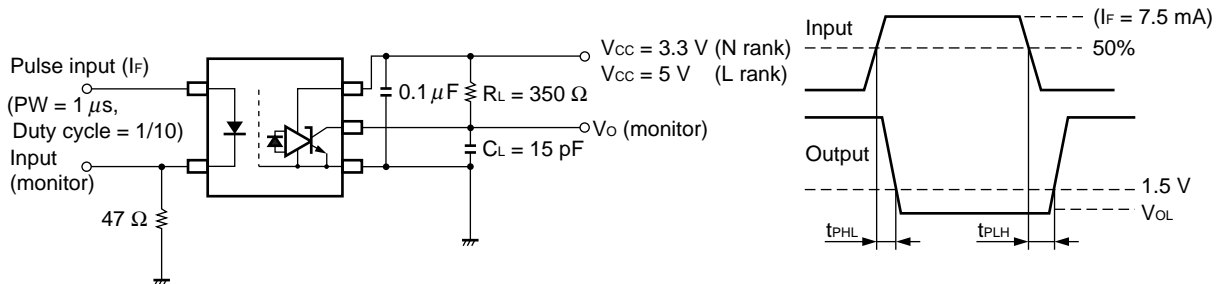 Pulse input (IF)
(PW = 1 μs,
Duty cycle = 1/10)
Input
(monitor)
47 Ω
VCC = 3.3 V (N rank)
VCC = 5 V (L rank)
0.1 μF
RL = 350 Ω
VO (monitor)
CL = 15 pF
Input
(IF = 7.5 mA)
50%
Output
1.5 V
VOL
tPHL
tPLH